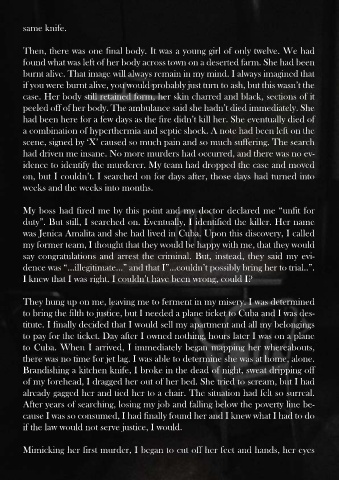 same knife.
Then, there was one final body. It was a young girl of only twelve. We had
found what was left of her body across town on a deserted farm. She had been
burnt alive. That image will always remain in my mind. I always imagined that
if you were burnt alive, you would probably just turn to ash, but this wasn't the
case. Her body still retained form, her skin charred and black, sections of it
peeled off of her body. The ambulance said she hadn't died immediately. She
had been here for a few days as the fire didn't kill her. She eventually died of
a combination of hyperthermia and septic shock. A note had been left on the
scene, signed by 'X' caused so much pain and so much suffering. The search
had driven me insane. No more murders had occurred, and there was no ev-
idence to identify the murderer. My team had dropped the case and moved
on, but I couldn't. I searched on for days after, those days had turned into
weeks and the weeks into months.
My boss had fired me by this point and my doctor declared me "unfit for
duty". But still, I searched on. Eventually, I identified the killer. Her name
was Jenica Amalita and she had lived in Cuba. Upon this discovery, I called
my former team, I thought that they would be happy with me, that they would
say congratulations and arrest the criminal. But, instead, they said my evi-
dence was "...illegitimate..." and that I"...couldn't possibly bring her to trial..".
I knew that I was right. I couldn't have been wrong, could I?
They hung up on me, leaving me to ferment in my misery. I was determined
to bring the filth to justice, but I needed a plane ticket to Cuba and I was des-
titute. I finally decided that I would sell my apartment and all my belongings
to pay for the ticket. Day after I owned nothing, hours later I was on a plane
to Cuba. When I arrived, I immediately began mapping her whereabouts,
there was no time for jet lag. I was able to determine she was at home, alone.
Brandishing a kitchen knife, I broke in the dead of night, sweat dripping off
of my forehead, I dragged her out of her bed. She tried to scream, but I had
already gagged her and tied her to a chair. The situation had felt so surreal.
After years of searching, losing my job and falling below the poverty line be-
cause I was so consumed, I had finally found her and I knew what I had to do
if the law would not serve justice, I would.
Mimicking her first murder, I began to cut off her feet and hands, her eyes